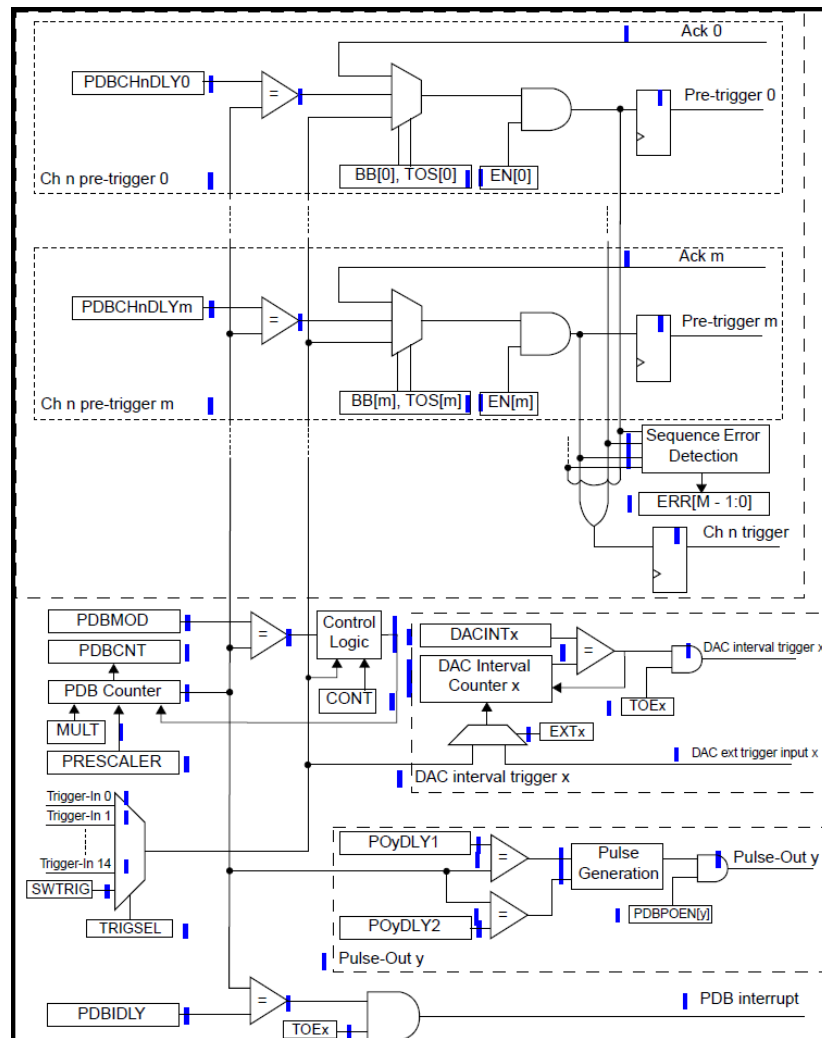 Ack 0
PDBCHnDLY0
=
Pre-trigger 0
BB[0], TOS[0]
EN[0]
Ch n pre-trigger 0
Ack m
PDBCHnDLYm
=
Pre-trigger m
BB[m], TOS[m]
EN[m]
Ch n pre-trigger m
Sequence Error
Detection
ERR[M - 1:0]
Ch n trigger
PDBMOD
=
Control
Logic
PDBCNT
PDB Counter
CONT
MULT
PRESCALER
DACINTx
=
DAC interval trigger x
DAC Interval
Counter x
TOEx
EXTx
DAC ext trigger input x
DAC interval trigger x
Trigger-In 0
Trigger-In 1
Trigger-In 14
SWTRIG
TRIGSEL
POyDLY1
=
Pulse
Generation
Pulse-Out y
POyDLY2
=
PDBPOEN[y]
Pulse-Out y
PDBIDLY
=
PDB interrupt
TOEx